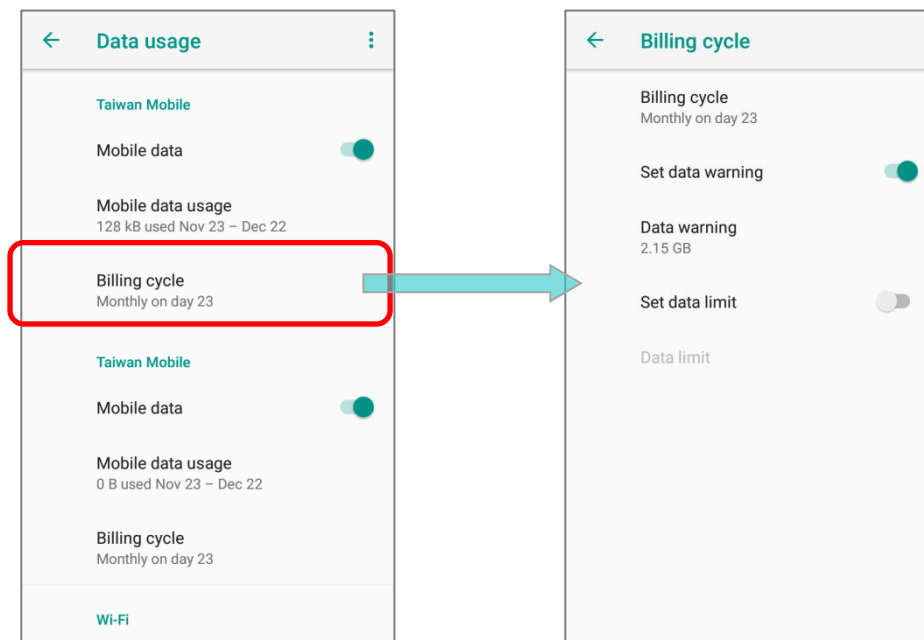 Data usage
Taiwan Mobile
Mobile data
Mobile data usage
128 kB used Nov 23 – Dec 22
Billing cycle
Monthly on day 23
Taiwan Mobile
Mobile data
Mobile data usage
0 B used Nov 23 – Dec 22
Billing cycle
Monthly on day 23
Wi-Fi
Billing cycle
Billing cycle
Monthly on day 23
Set data warning
Data warning
2.15 GB
Set data limit
Data limit